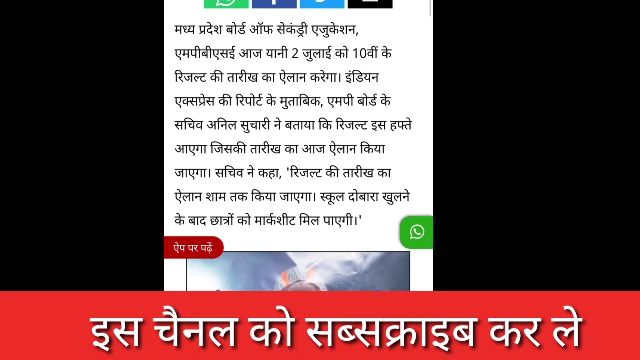 मध्य प्रदेश बोर्ड ऑफ सेकंड्री एजुकेशन,
एमपीबीएसई आज यानी 2 जुलाई को 10वीं के
रिजल्ट की तारीख का ऐलान करेगा। इंडियन
एक्सप्रेस की रिपोर्ट के मुताबिक, एमपी बोर्ड के
सचिव अनिल सुचारी ने बताया कि रिजल्ट इस हफ्ते
आएगा जिसकी तारीख का आज ऐलान किया
जाएगा। सचिव ने कहा, 'रिजल्ट की तारीख का
ऐलान शाम तक किया जाएगा। स्कूल दोबारा खुलने
के बाद छात्रों को मार्कशीट मिल पाएगी।'
ऐप पर पढ़ें
इस चैनल को सब्सक्राइब कर ले